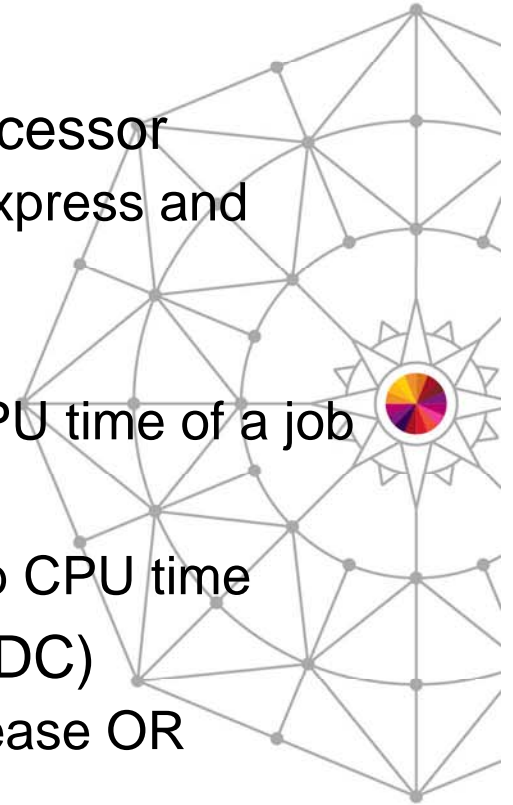 cessor
xpress and
PU time of a job
CPU time
DC)
ease OR